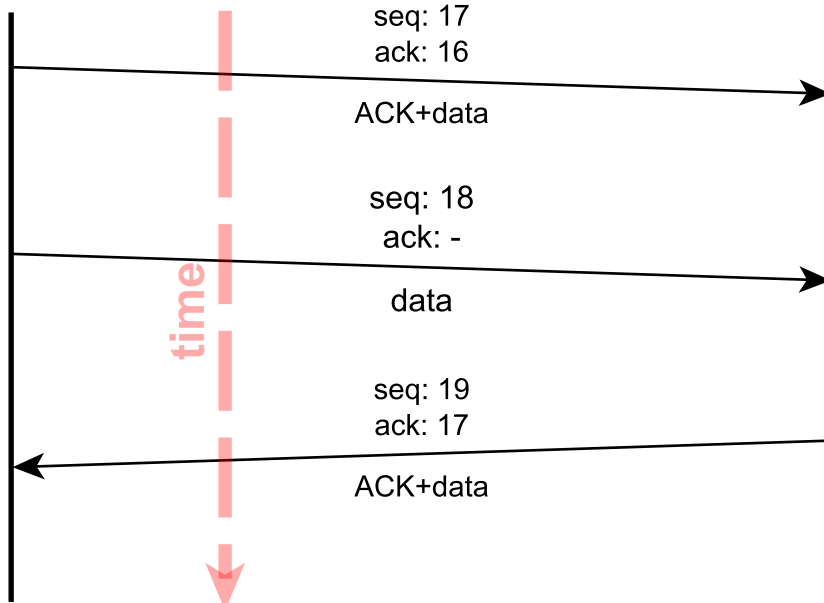 seq: 17
ack: 16
ACK+data
seq: 18
ack: -
data
time
seq: 19
ack: 17
ACK+data